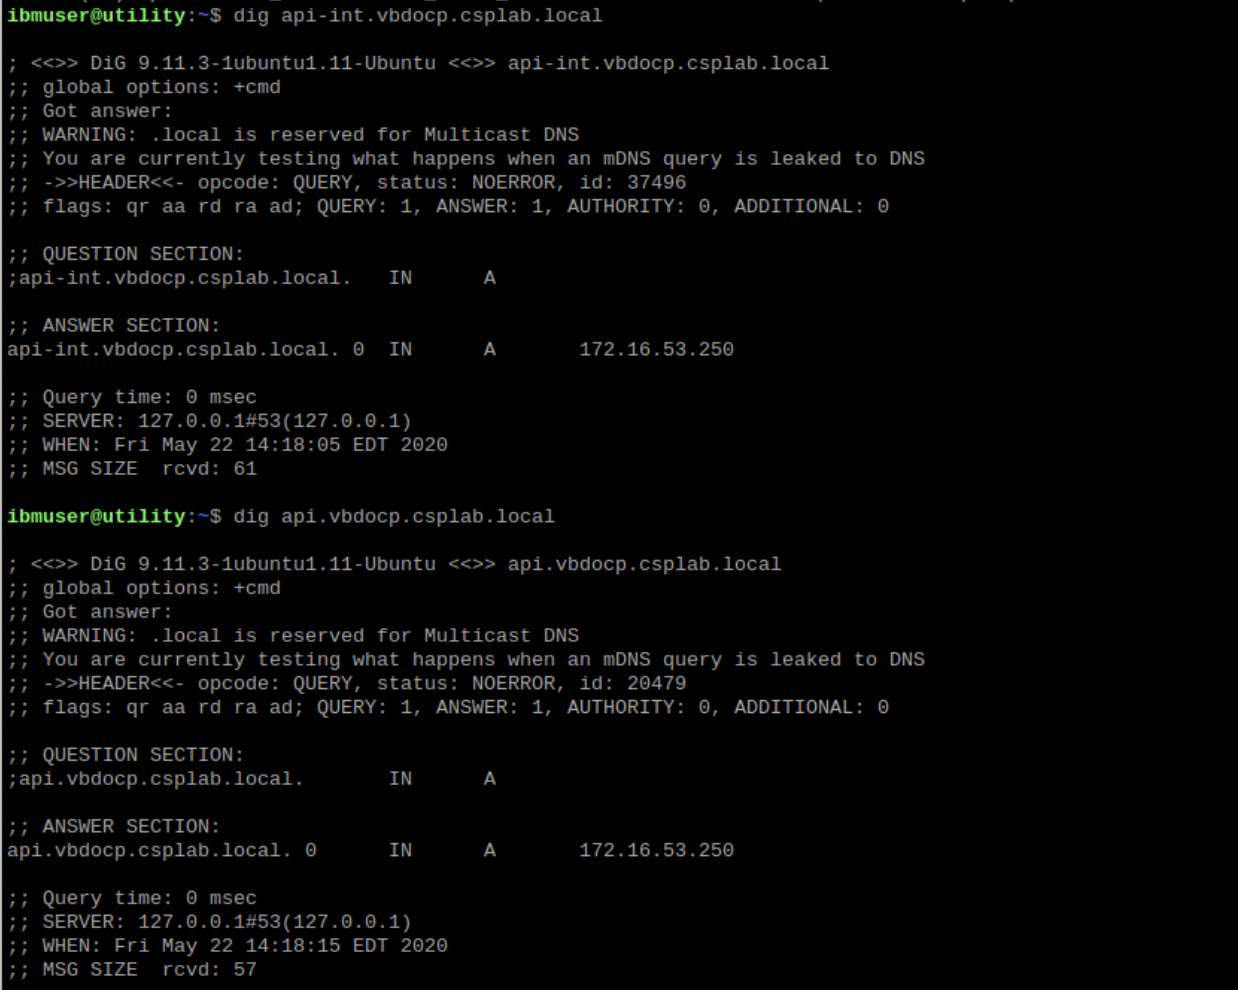 ibmuser@utility:~$ dig api-int.vbdocp.csplab.local
; <<>> DiG 9.11.3-1ubuntu1.11-Ubuntu <<>> api-int.vbdocp.csplab.local
;; global options: +cmd
;; Got answer:
;; WARNING: .local is reserved for Multicast DNS
;; You are currently testing what happens when an mDNS query is leaked to DNS
;; ->>HEADER<<- opcode: QUERY, status: NOERROR, id: 37496
;; flags: qr aa rd ra ad; QUERY: 1, ANSWER: 1, AUTHORITY: 0, ADDITIONAL: 0
;; QUESTION SECTION:
;api-int.vbdocp.csplab.local.   IN      A
;; ANSWER SECTION:
api-int.vbdocp.csplab.local. 0  IN      A       172.16.53.250
;; Query time: 0 msec
;; SERVER: 127.0.0.1#53(127.0.0.1)
;; WHEN: Fri May 22 14:18:05 EDT 2020
;; MSG SIZE  rcvd: 61
ibmuser@utility:~$ dig api.vbdocp.csplab.local
; <<>> DiG 9.11.3-1ubuntu1.11-Ubuntu <<>> api.vbdocp.csplab.local
;; global options: +cmd
;; Got answer:
;; WARNING: .local is reserved for Multicast DNS
;; You are currently testing what happens when an mDNS query is leaked to DNS
;; ->>HEADER<<- opcode: QUERY, status: NOERROR, id: 20479
;; flags: qr aa rd ra ad; QUERY: 1, ANSWER: 1, AUTHORITY: 0, ADDITIONAL: 0
;; QUESTION SECTION:
;api.vbdocp.csplab.local.       IN      A
;; ANSWER SECTION:
api.vbdocp.csplab.local. 0      IN      A       172.16.53.250
;; Query time: 0 msec
;; SERVER: 127.0.0.1#53(127.0.0.1)
;; WHEN: Fri May 22 14:18:15 EDT 2020
;; MSG SIZE  rcvd: 57